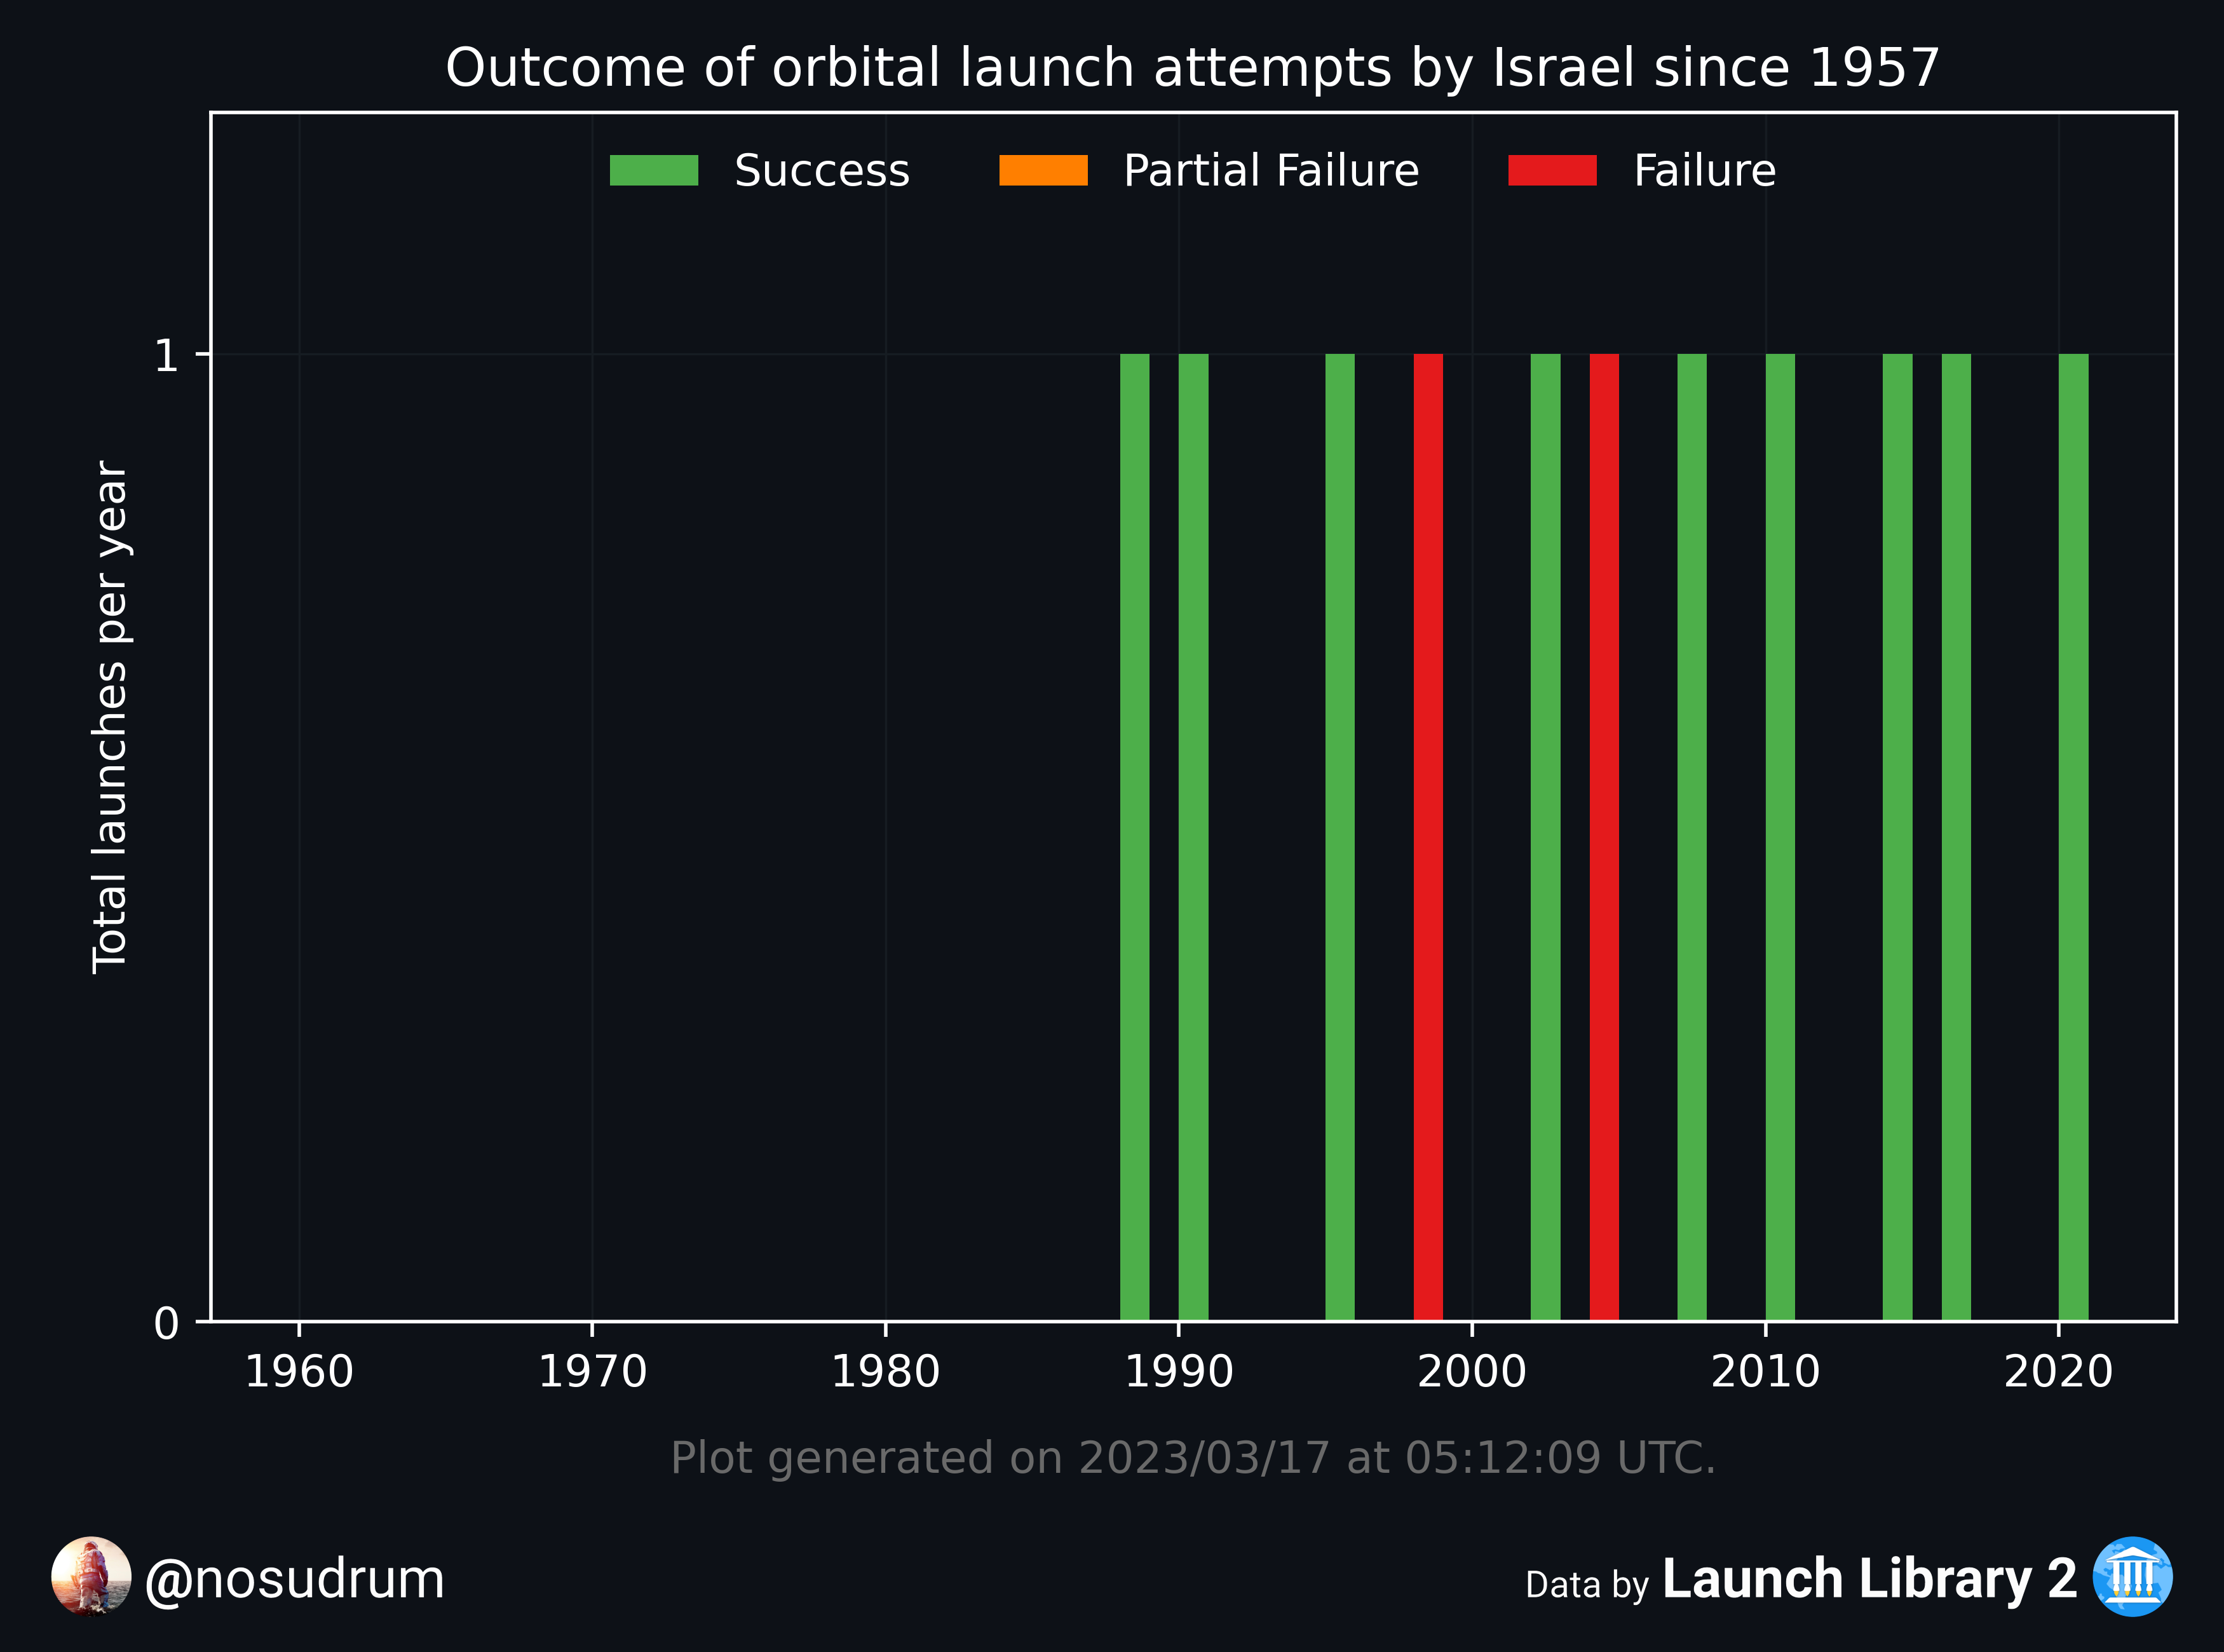 Outcome of orbital launch attempts by Israel since 1957
Success Partial Failure Failure
Total launches per year
1
0
1960 1970 1980 1990 2000 2010 2020
Plot generated on 2023/03/17 at 05:12:09 UTC.
@nosudrum
Data by Launch Library 2